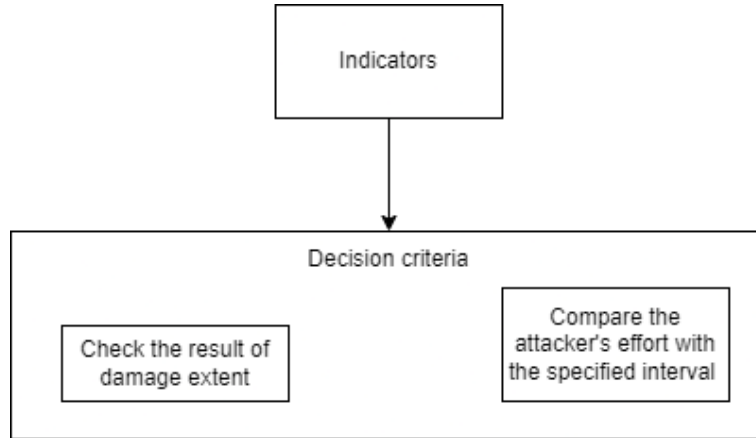 Indicators
Decision criteria
Check the result of
damage extent
Compare the
attacker's effort with
the specified interval